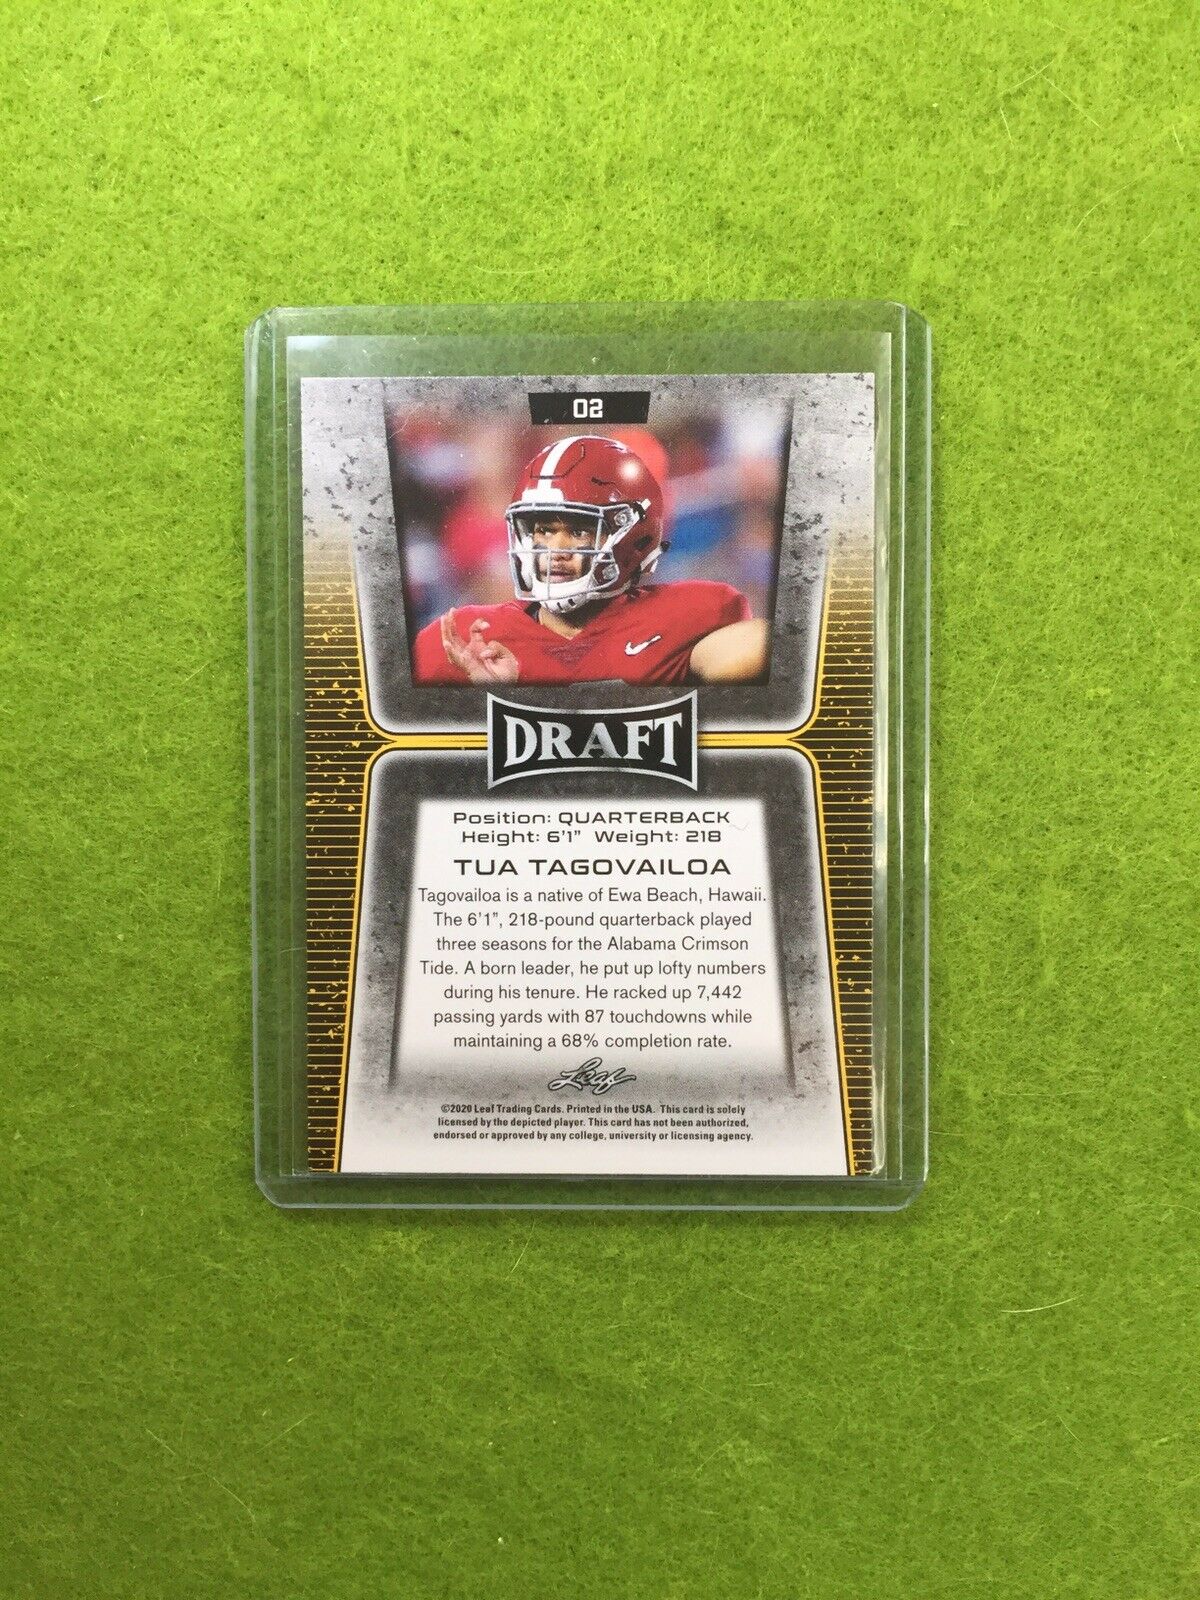 02
DRAFT
Position: QUARTERBACK
Height: 6'1" Weight: 218
TUA TAGOVAILOA
Tagovailoa is a native of Ewa Beach, Hawaii.
The 6'1", 218-pound quarterback played
three seasons for the Alabama Crimson
Tide. A born leader, he put up lofty numbers
during his tenure. He racked up 7,442
passing yards with 87 touchdowns while
maintaining a 68% completion rate.
Leaf
©2020 Leaf Trading Cards. Printed in the USA. This card is solely
licensed by the depicted player. This card has not been authorized,
endorsed or approved by any college, university or licensing agency.